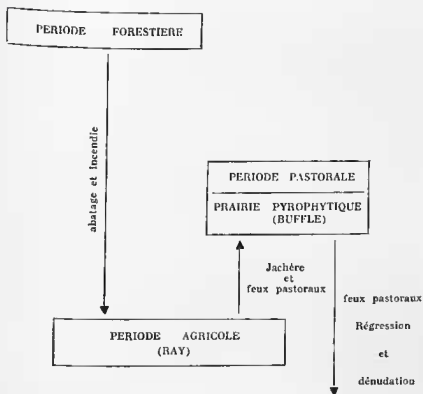 PERIODE FORESTIERE
abatage et incendie
PERIODE PASTORALE
PRAIRIE PYROPHYTIQUE
(BUFFLE)
Jachère
et
feux pastoraux
feux pastoraux
Régression
et
dénudation
PERIODE AGRICOLE
(RAY)